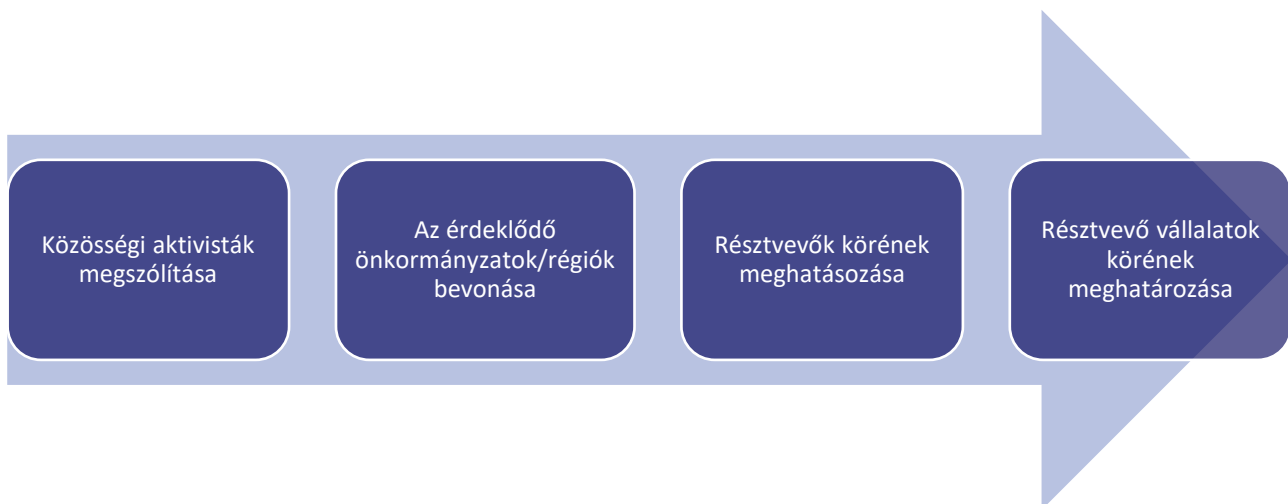 Közösségi aktivisták
megszólítása
Az érdeklődő
önkormányzatok/régiók
bevonása
Résztvevők körének
meghatásozása
Résztvevő vállalatok
körének
meghatározása